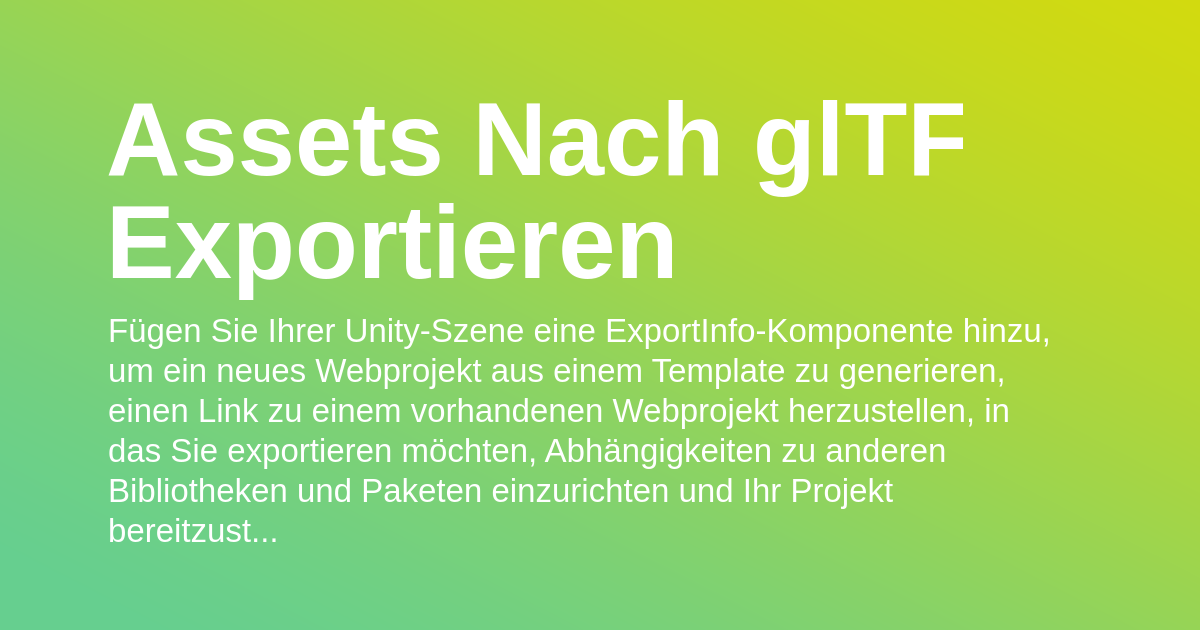 Assets Nach glTF
Exportieren
Fügen Sie Ihrer Unity-Szene eine ExportInfo-Komponente hinzu,
um ein neues Webprojekt aus einem Template zu generieren,
einen Link zu einem vorhandenen Webprojekt herzustellen, in
das Sie exportieren möchten, Abhängigkeiten zu anderen
Bibliotheken und Paketen einzurichten und Ihr Projekt
bereitzust...